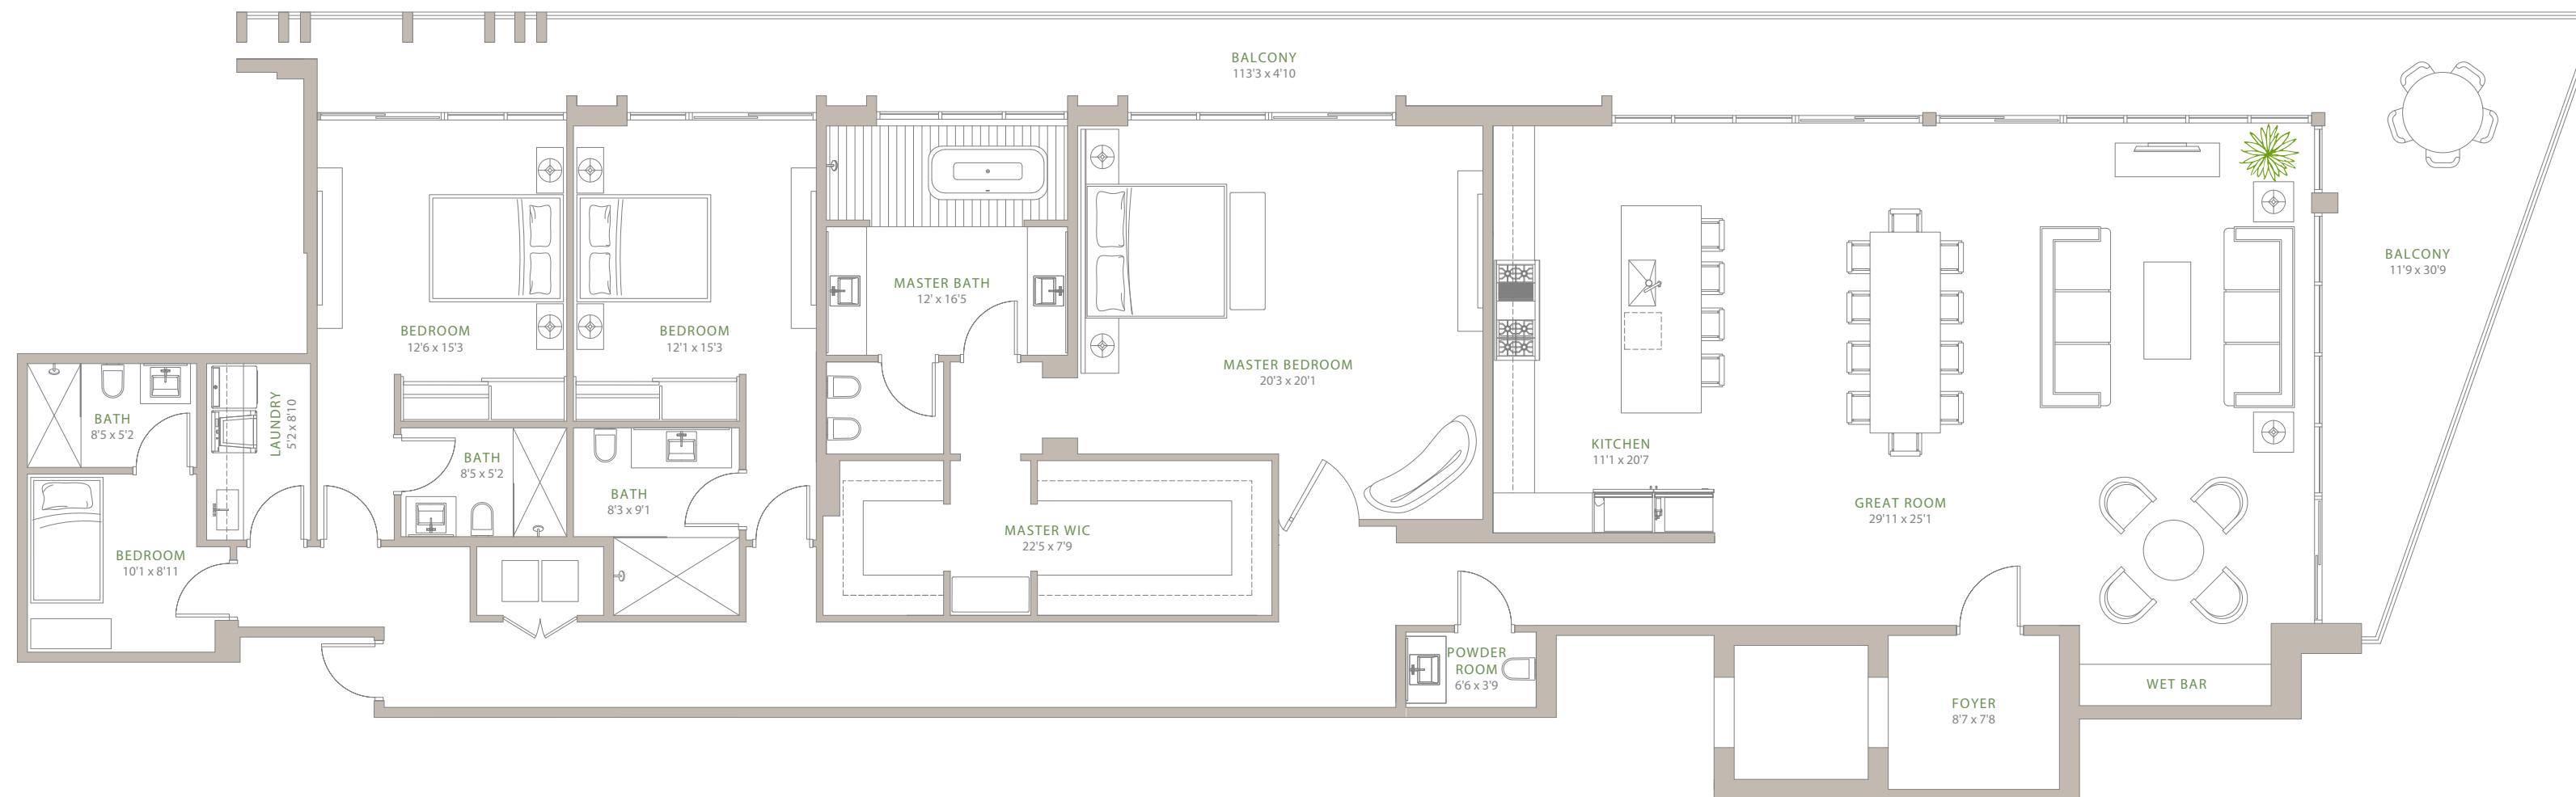 BALCONY
113'3 x 4'10
BALCONY
11'9 x 30'9
MASTER BATH
12' x 16'5
BEDROOM
12'6 x 15'3
BEDROOM
12'1 x 15'3
MASTER BEDROOM
20'3 x 20'1
BATH
8'5 x 5'2
LAUNDRY
5'2 x 8'10
BATH
8'5 x 5'2
BATH
8'3 x 9'1
KITCHEN
11'1 x 20'7
GREAT ROOM
29'11 x 25'1
MASTER WIC
22'5 x 7'9
BEDROOM
10'1 x 8'11
POWDER
ROOM
6'6 x 3'9
WET BAR
FOYER
8'7 x 7'8